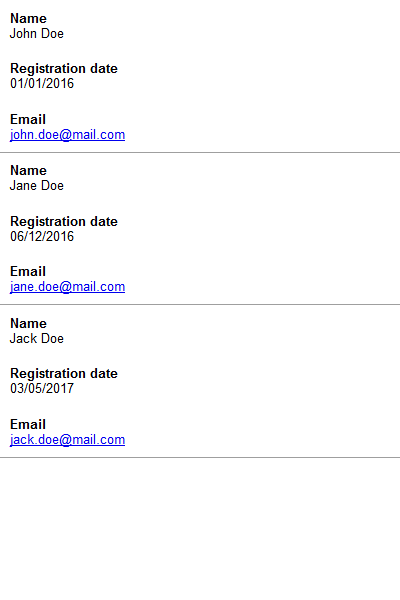 Name
John Doe
Registration date
01/01/2016
Email
john.doe@mail.com
Name
Jane Doe
Registration date
06/12/2016
Email
jane.doe@mail.com
Name
Jack Doe
Registration date
03/05/2017
Email
jack.doe@mail.com